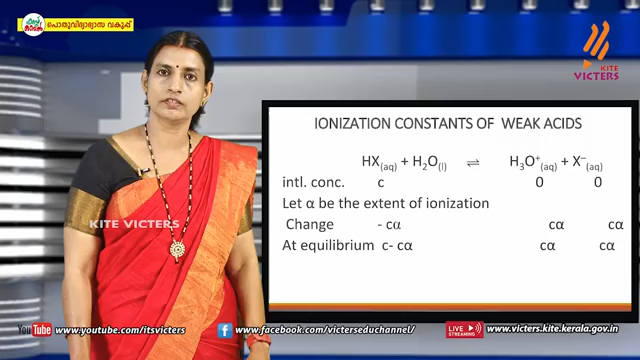 ഫസ്റ്റ് ബെൽ
പൊതുവിദ്യാഭ്യാസ വകുപ്പ്
KITE
VICTERS
IONIZATION CONSTANTS OF WEAK ACIDS
HX(aq) + H2O(l) ⇌ H3O+(aq) + X–(aq)
intl. conc. c 0 0
Let α be the extent of ionization
Change - cα cα cα
At equilibrium c- cα cα cα
KITE VICTERS
YouTube www.youtube.com/itsvicters
f www.facebook.com/victerseduchannel/
LIVE STREAMING www.victers.kite.kerala.gov.in